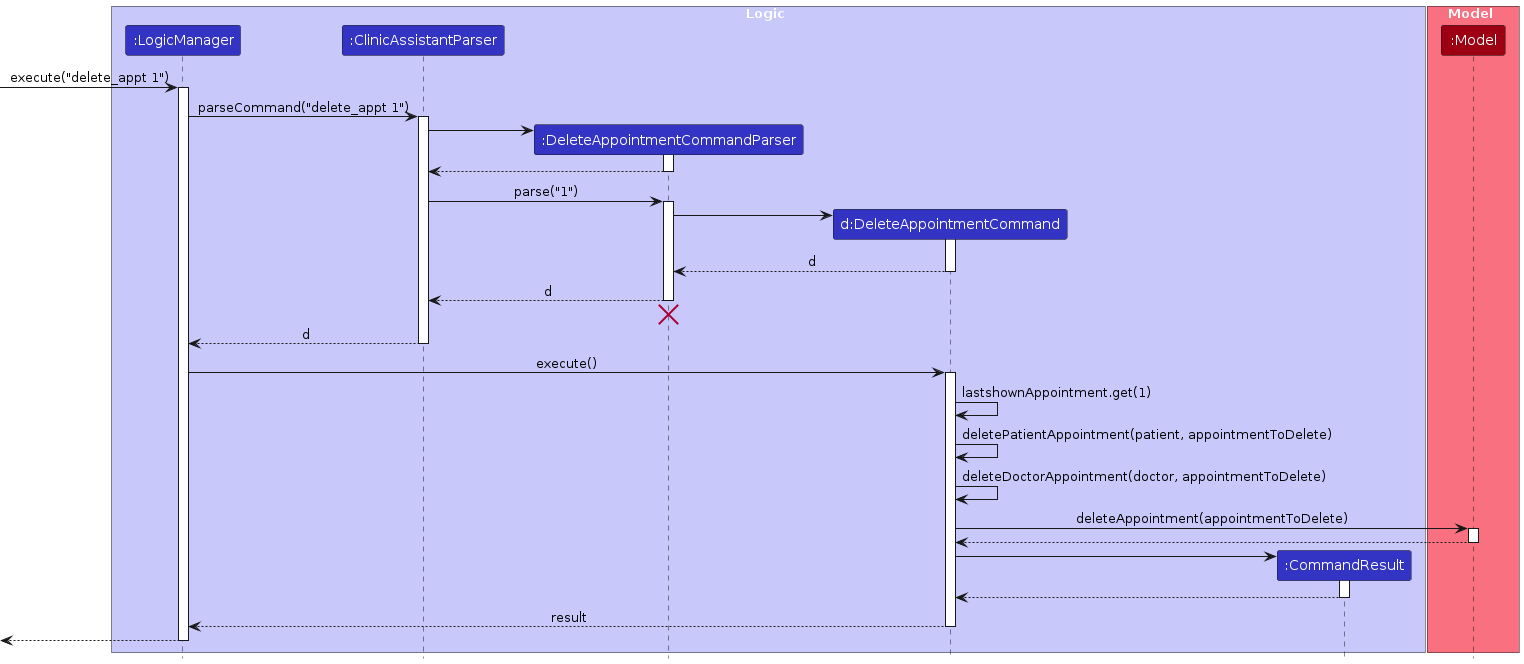 Logic
Model
:LogicManager
:ClinicAssistantParser
:Model
execute("delete_appt 1")
parseCommand("delete_appt 1")
:DeleteAppointmentCommandParser
parse("1")
d:DeleteAppointmentCommand
d
d
d
execute()
lastshownAppointment.get(1)
deletePatientAppointment(patient, appointmentToDelete)
deleteDoctorAppointment(doctor, appointmentToDelete)
deleteAppointment(appointmentToDelete)
:CommandResult
result